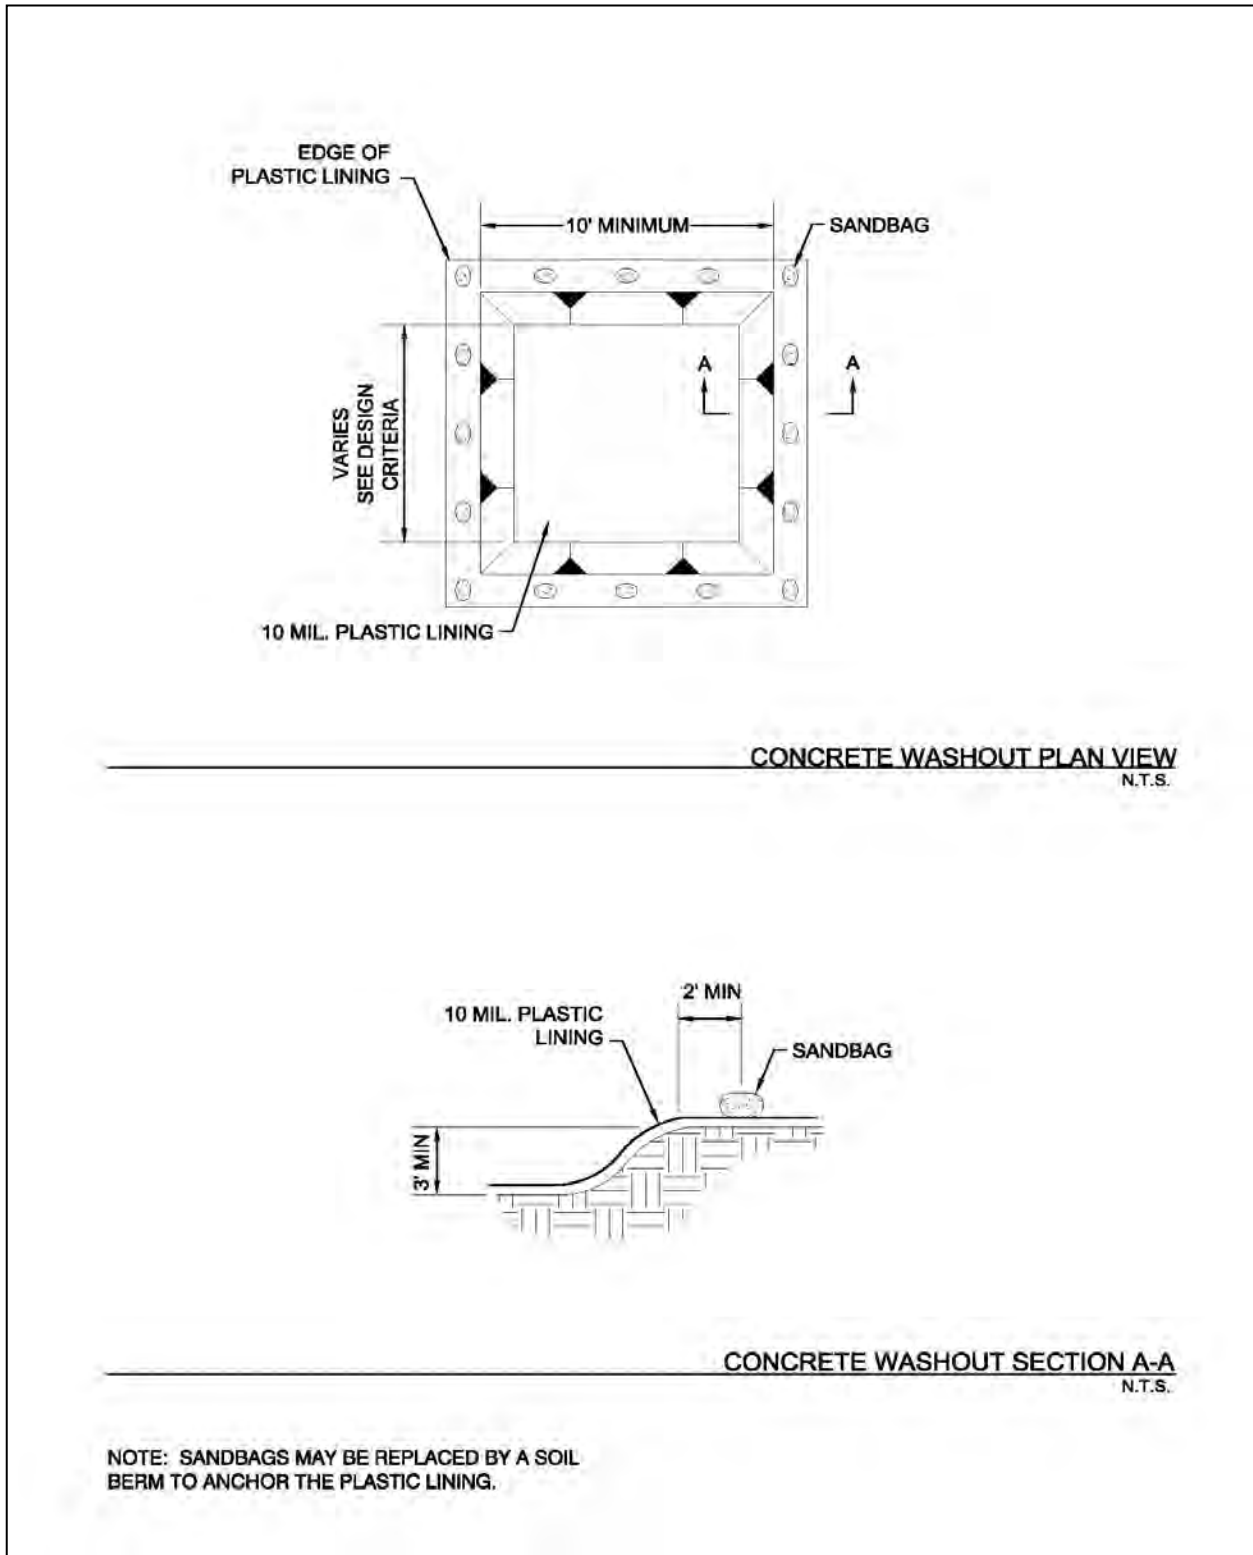 EDGE OF
PLASTIC LINING
10' MINIMUM
SANDBAG
A
A
VARIES
SEE DESIGN
CRITERIA
10 MIL. PLASTIC LINING
CONCRETE WASHOUT PLAN VIEW
N.T.S.
2' MIN
10 MIL. PLASTIC
LINING
SANDBAG
3' MIN
CONCRETE WASHOUT SECTION A-A
N.T.S.
NOTE: SANDBAGS MAY BE REPLACED BY A SOIL
BERM TO ANCHOR THE PLASTIC LINING.